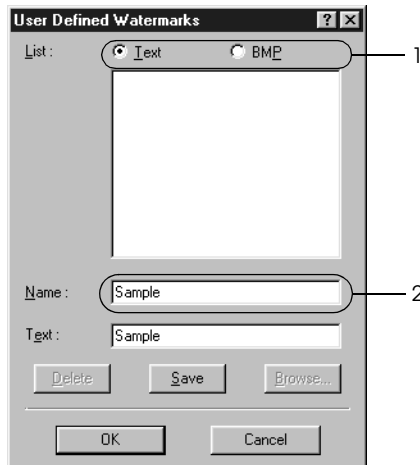 User Defined Watermarks
List : Text BMP 1
Name : Sample 2
Text : Sample
Delete Save Browse...
OK Cancel